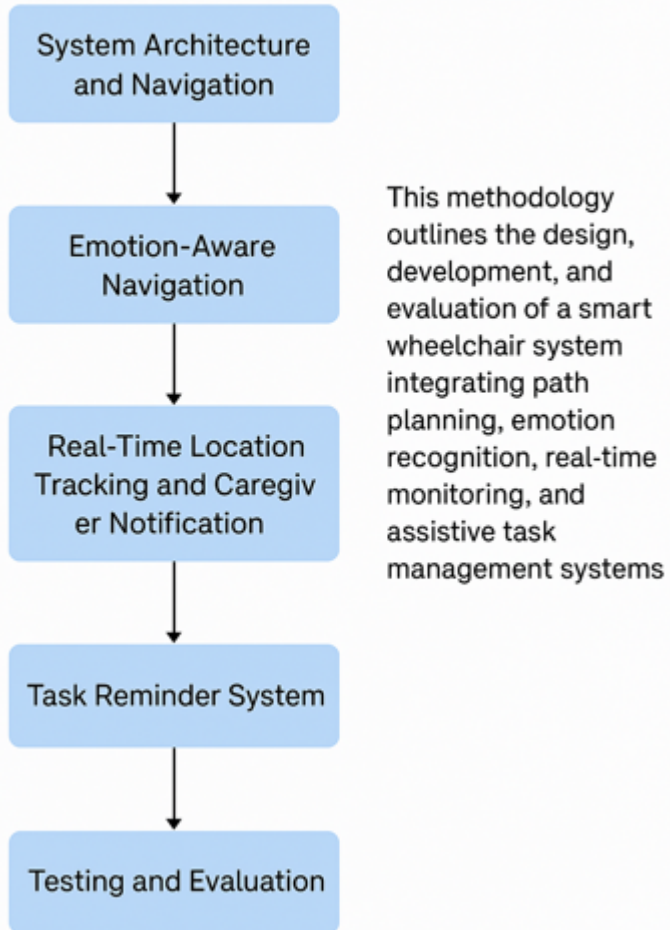 System Architecture
and Navigation
Emotion-Aware
Navigation
Real-Time Location
Tracking and Caregiv
er Notification
Task Reminder System
Testing and Evaluation
This methodology
outlines the design,
development, and
evaluation of a smart
wheelchair system
integrating path
planning, emotion
recognition, real-time
monitoring, and
assistive task
management systems